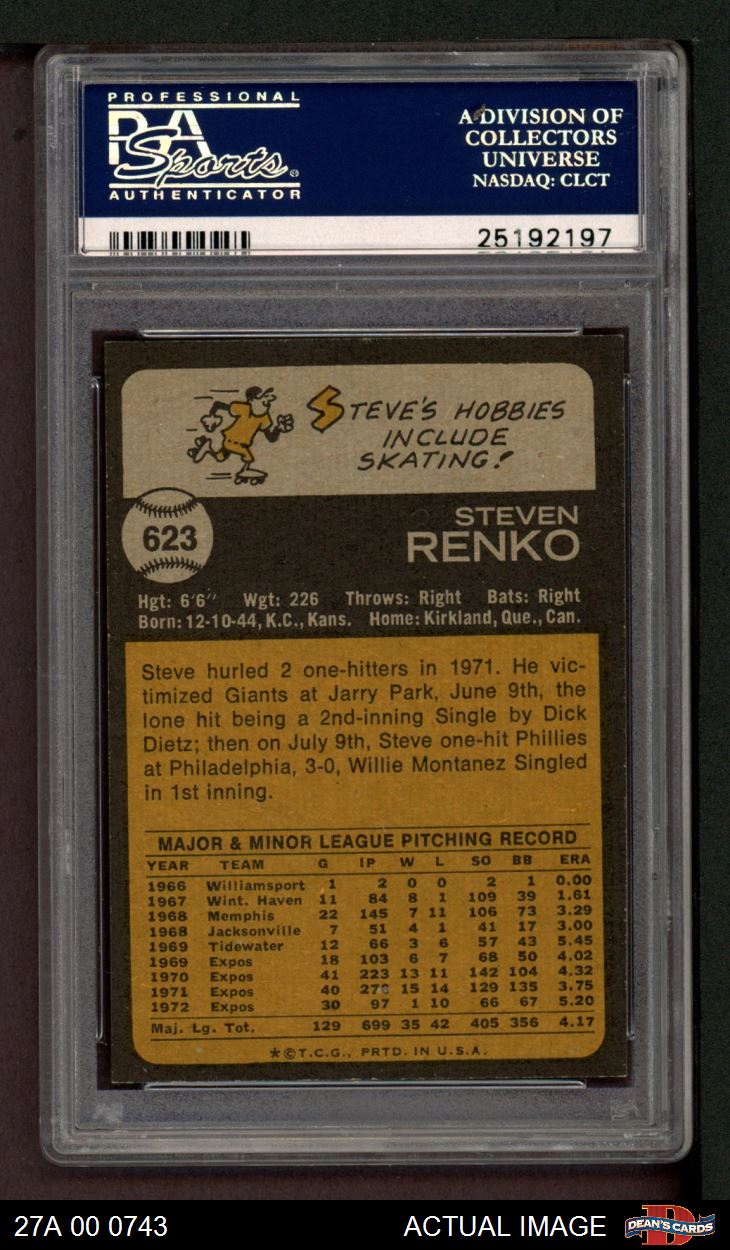 PROFESSIONAL
PSA
Sports
AUTHENTICATOR
A DIVISION OF
COLLECTORS
UNIVERSE
NASDAQ: CLCT
25192197
STEVE'S HOBBIES
INCLUDE
SKATING!
623
STEVEN
RENKO
Hgt: 6'6" Wgt: 226 Throws: Right Bats: Right
Born: 12-10-44, K.C., Kans. Home: Kirkland, Que., Can.
Steve hurled 2 one-hitters in 1971. He vic-
timized Giants at Jarry Park, June 9th, the
lone hit being a 2nd-inning Single by Dick
Dietz; then on July 9th, Steve one-hit Phillies
at Philadelphia, 3-0, Willie Montanez Singled
in 1st inning.
MAJOR & MINOR LEAGUE PITCHING RECORD
YEAR TEAM G IP W L SO BB ERA
1966 Williamsport 1 2 0 0 2 1 0.00
1967 Wint. Haven 11 84 8 1 109 39 1.61
1968 Memphis 22 145 7 11 106 73 3.29
1968 Jacksonville 7 51 4 1 41 17 3.00
1969 Tidewater 12 66 3 6 57 43 5.45
1969 Expos 18 103 6 7 68 50 4.02
1970 Expos 41 223 13 11 142 104 4.32
1971 Expos 40 276 15 14 129 135 3.75
1972 Expos 30 97 1 10 66 67 5.20
Maj. Lg. Tot. 129 699 35 42 405 356 4.17
*©T.C.G., PRTD. IN U.S.A.
27A 00 0743
ACTUAL IMAGE
DEAN'S CARDS